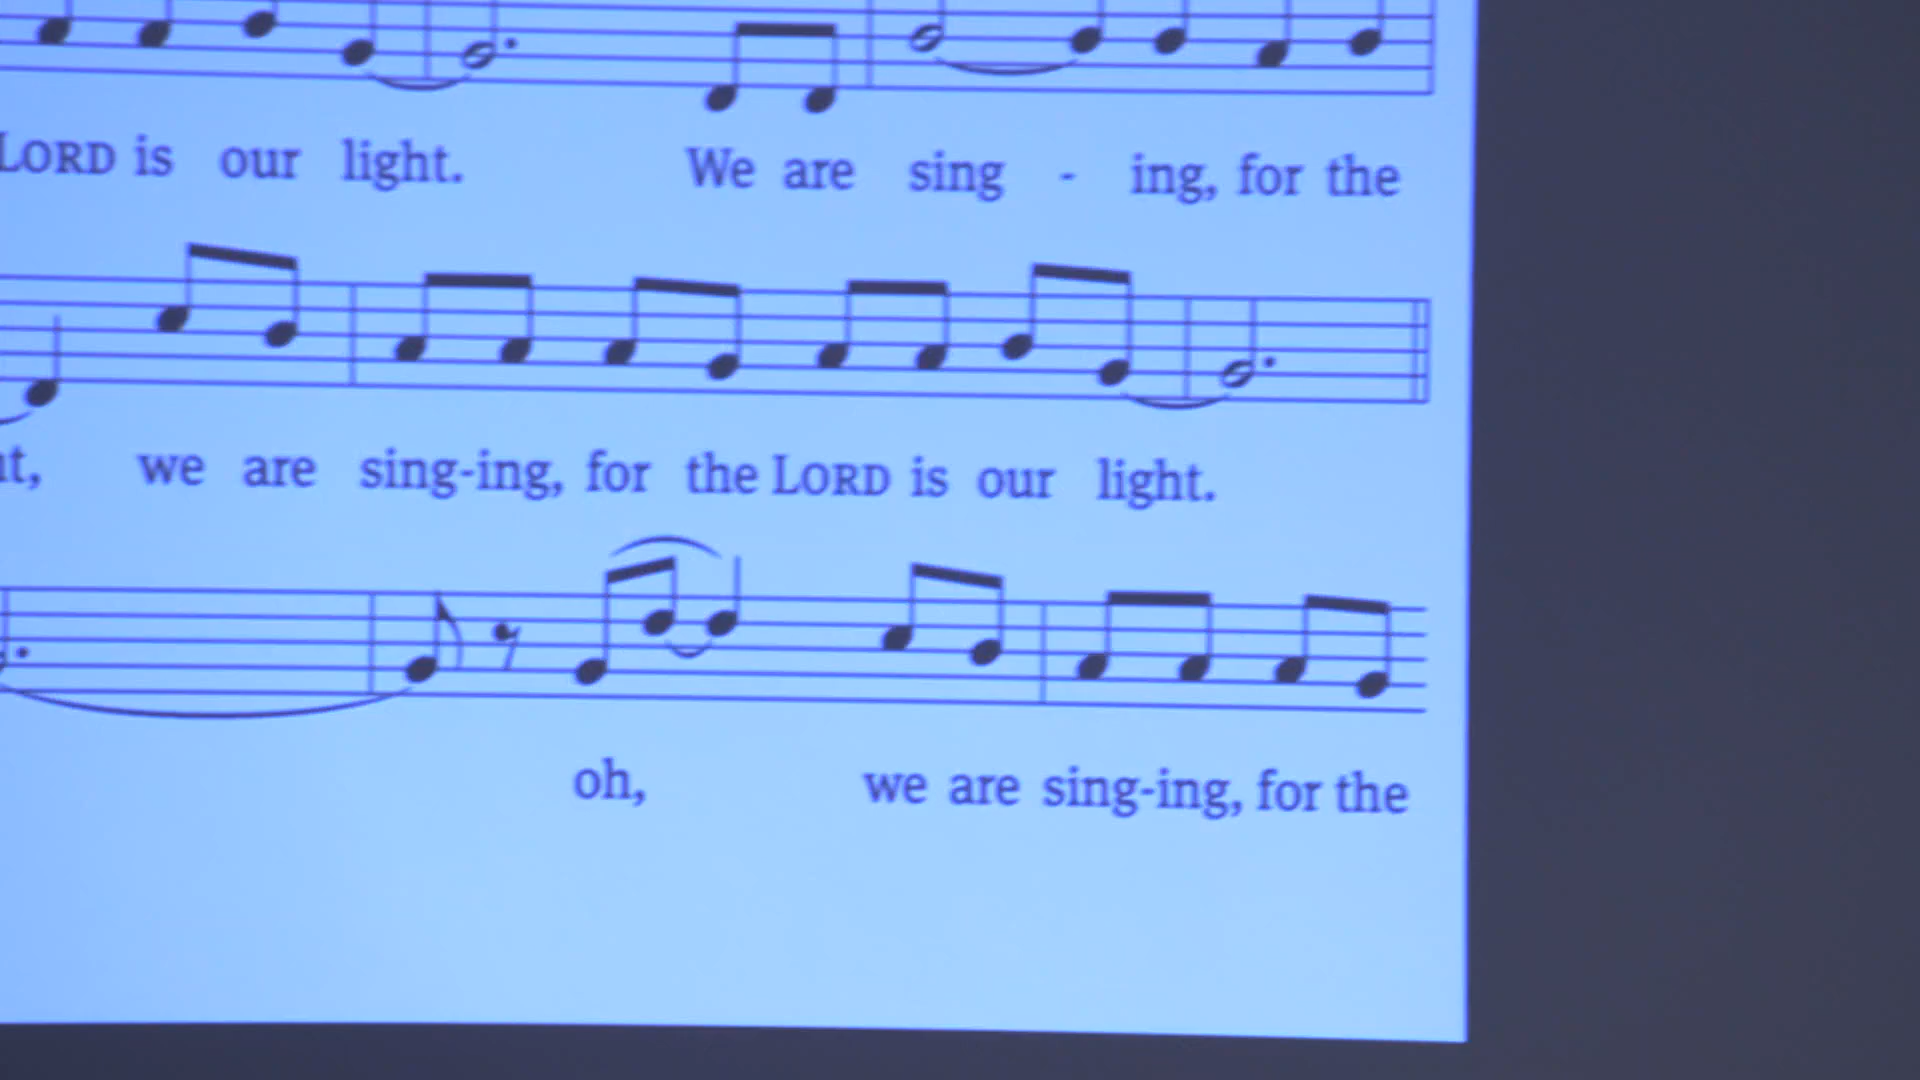 LORD is our light. We are sing - ing, for the
we are sing-ing, for the LORD is our light.
oh, we are sing-ing, for the